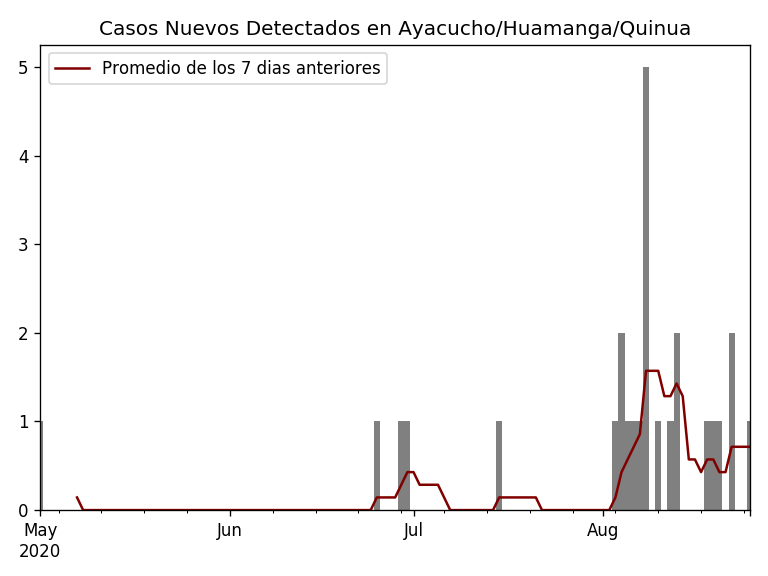 Casos Nuevos Detectados en Ayacucho/Huamanga/Quinua
Promedio de los 7 dias anteriores
5
4
3
2
1
0
May Jun Jul Aug
2020